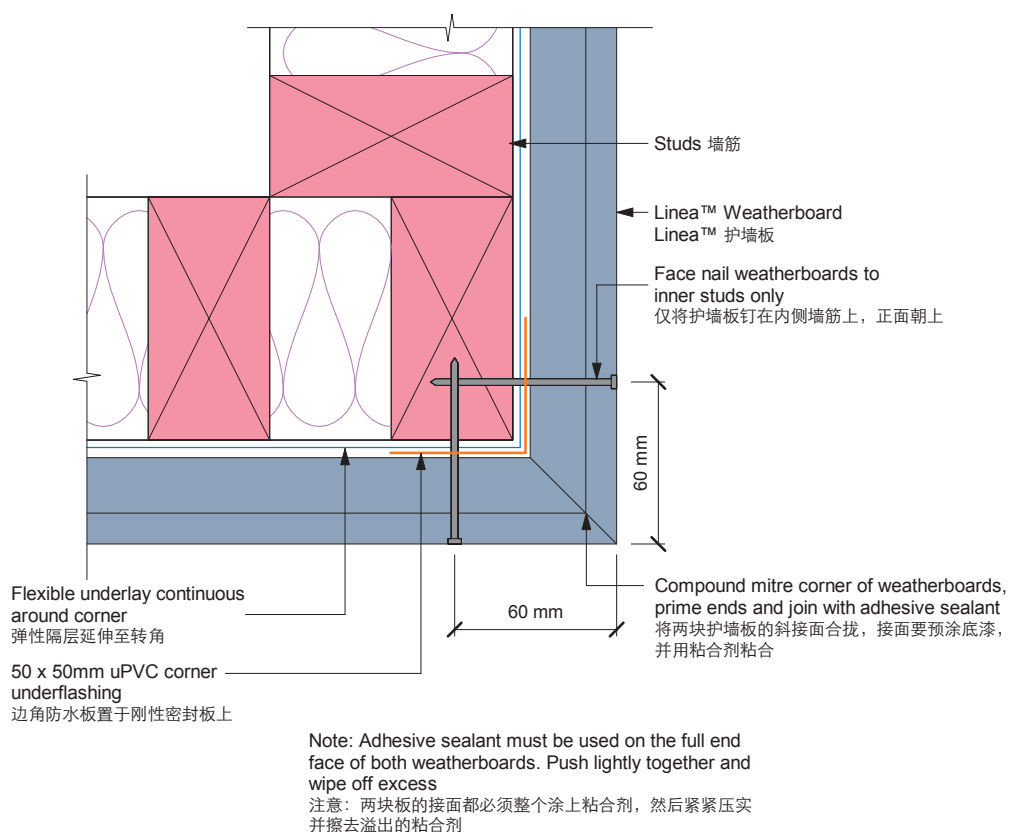 Studs 墙筋
Linea™ Weatherboard
Linea™ 护墙板
Face nail weatherboards to
inner studs only
仅将护墙板钉在内侧墙筋上，正面朝上
60 mm
60 mm
Flexible underlay continuous
around corner
弹性隔层延伸至转角
50 x 50mm uPVC corner
underflashing
边角防水板置于刚性密封板上
Compound mitre corner of weatherboards,
prime ends and join with adhesive sealant
将两块护墙板的斜接面合拢，接面要预涂底漆，
并用粘合剂粘合
Note: Adhesive sealant must be used on the full end
face of both weatherboards. Push lightly together and
wipe off excess
注意：两块板的接面都必须整个涂上粘合剂，然后紧紧压实
并擦去溢出的粘合剂